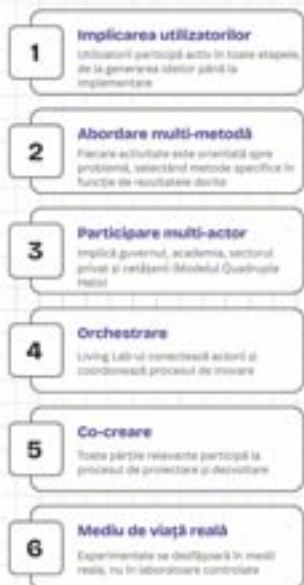 1
Implicarea utilizatorilor
Utilizatorii participă activ în toate etapele,
de la generarea ideilor până la
implementare
2
Abordare multi-metodă
Fiecare activitate este orientată spre
problemă, selectând metode specifice în
funcție de rezultatele dorite
3
Participare multi-actor
Implică guvernul, academia, sectorul
privat și cetățenii (Modelul Quadruple
Helix)
4
Orchestrare
Living Lab-ul conectează actorii și
coordonează procesul de inovare
5
Co-creare
Toate părțile relevante participă la
procesul de proiectare și dezvoltare
6
Mediu de viață reală
Experimentele se desfășoară în medii
reale, nu în laboratoare controlate